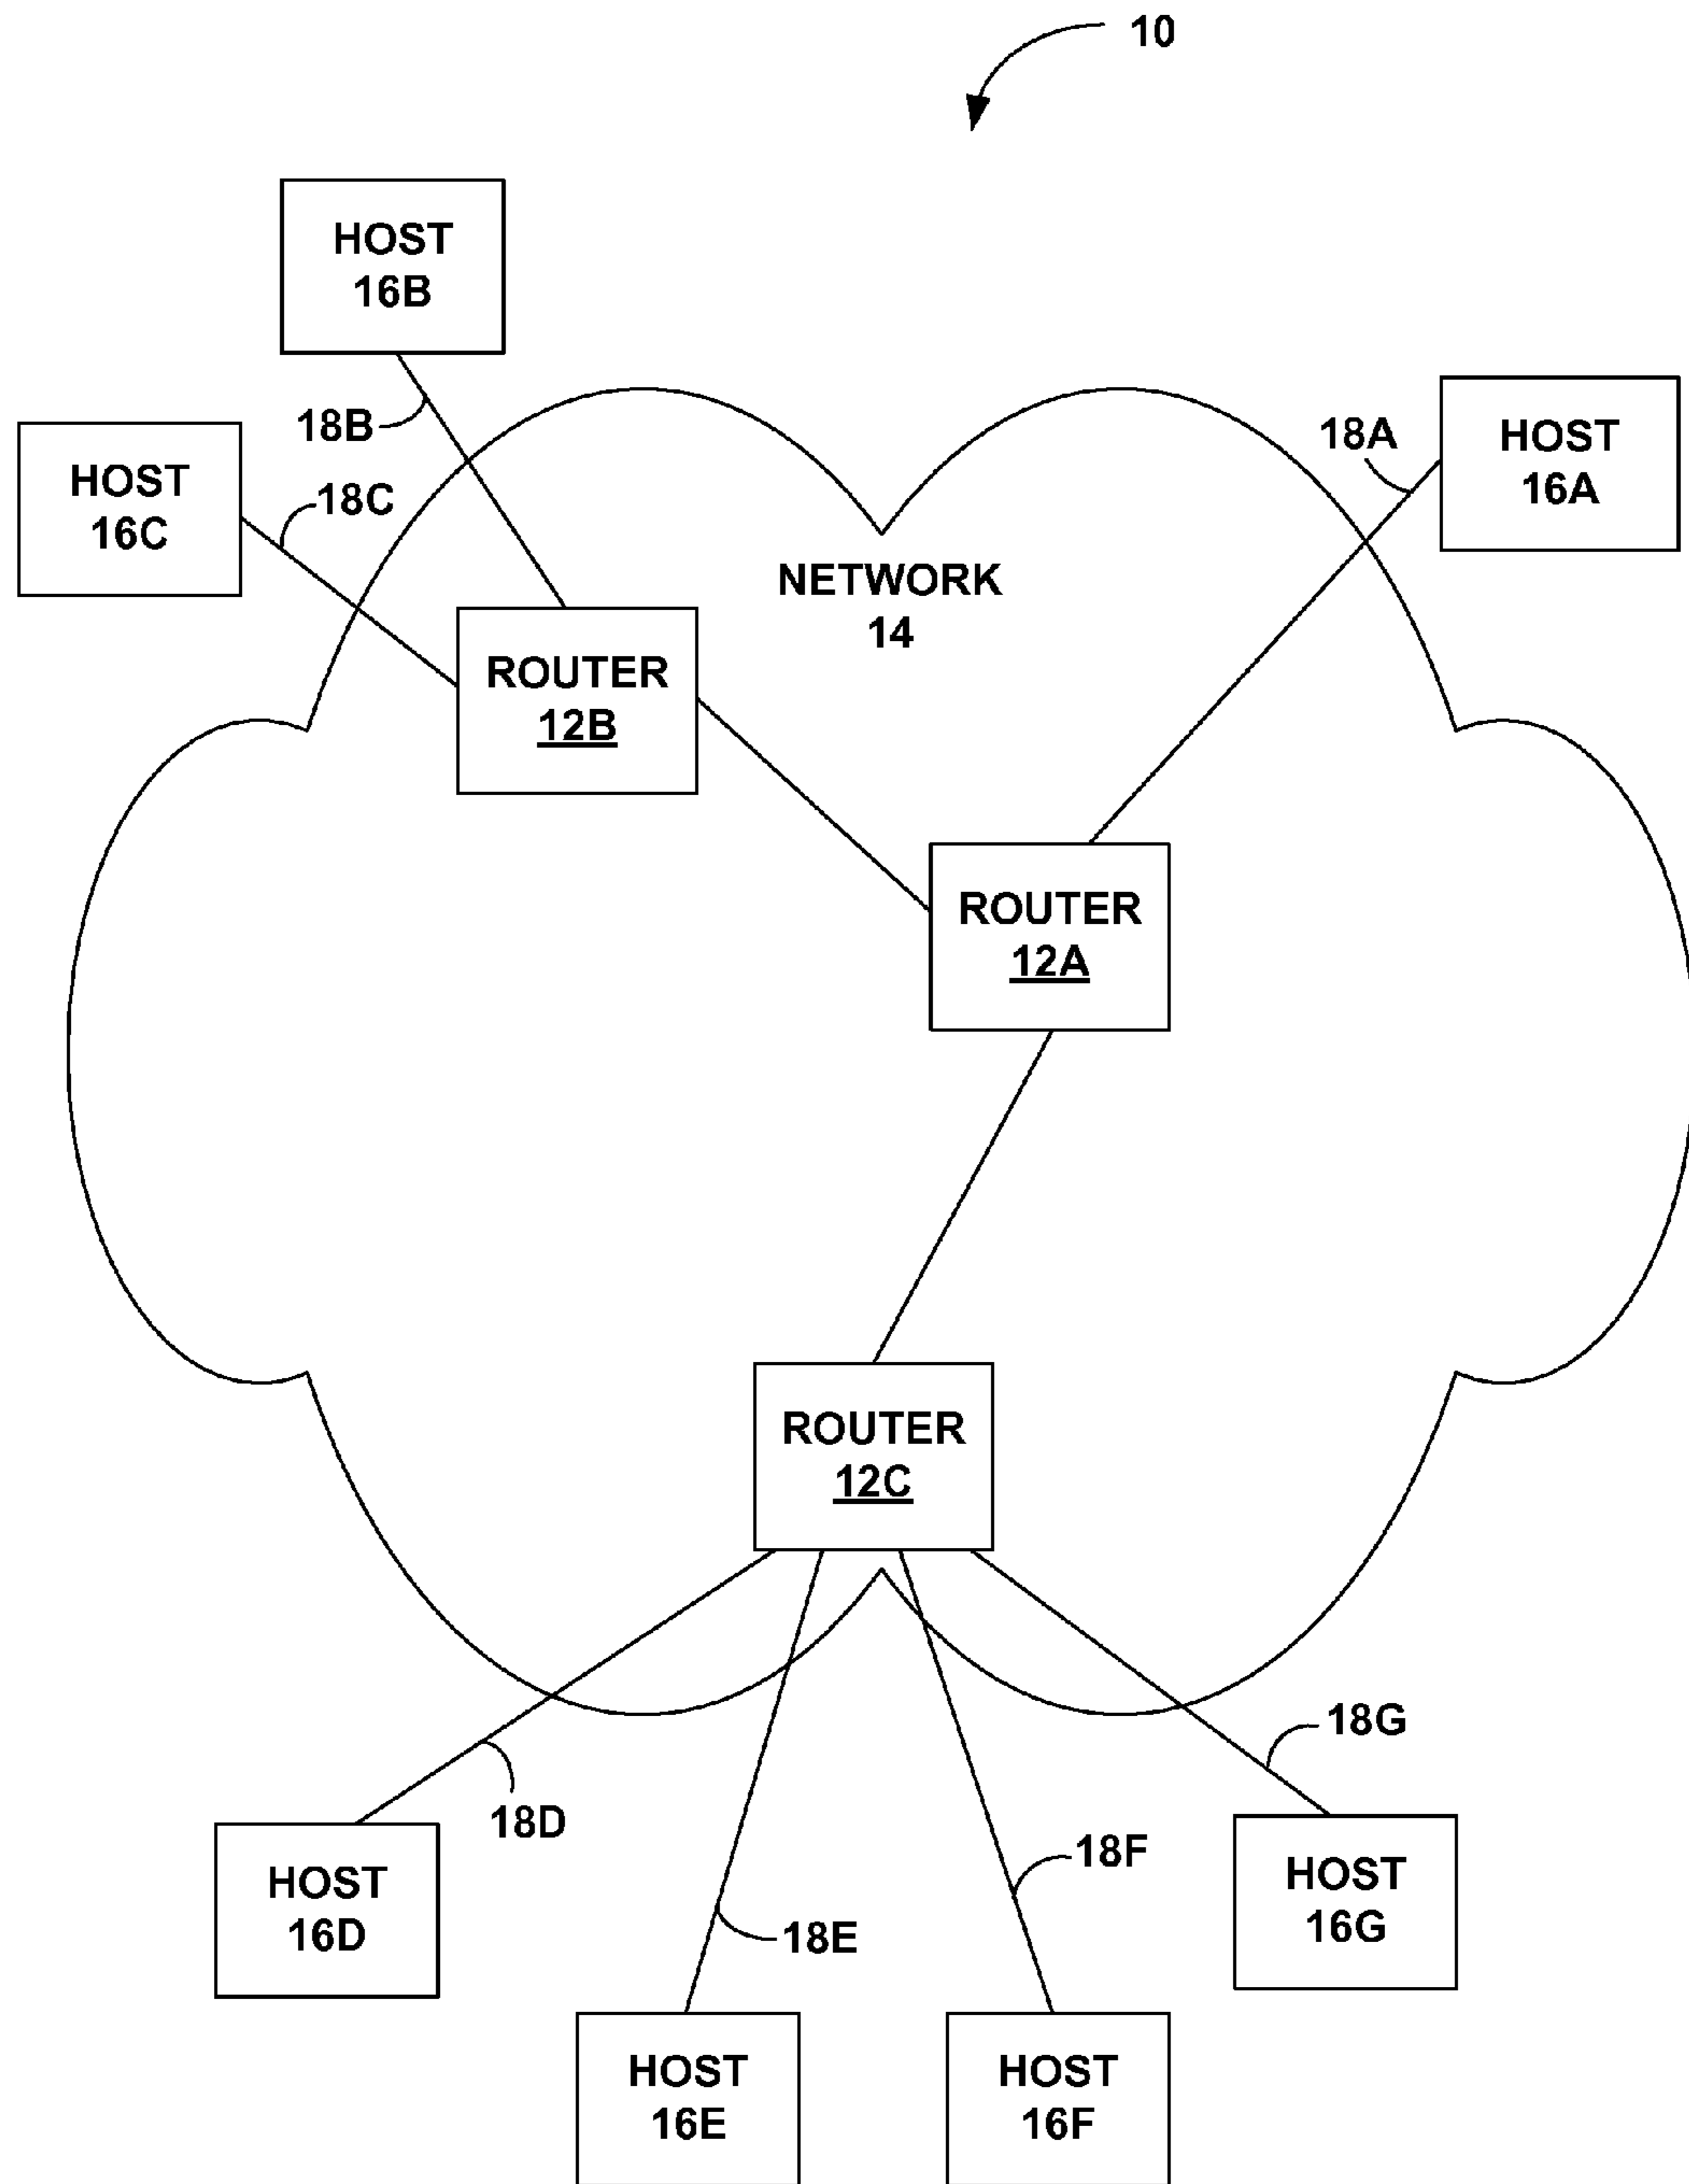 10
HOST
16B
18B
HOST
16C
18C
18A
HOST
16A
NETWORK
14
ROUTER
12B
ROUTER
12A
ROUTER
12C
18D
HOST
16D
18E
HOST
16E
18F
HOST
16F
18G
HOST
16G